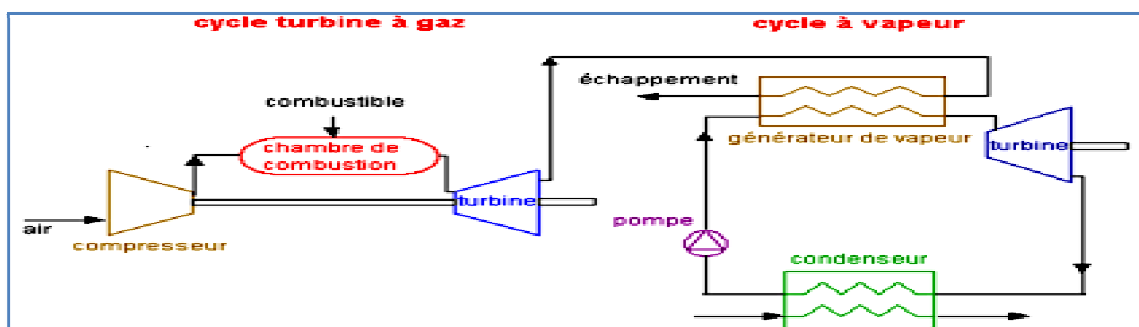 cycle turbine à gaz
cycle à vapeur
échappement
combustible
chambre de
combustion
générateur de vapeur
turbine
turbine
air
compresseur
pompe
condenseur